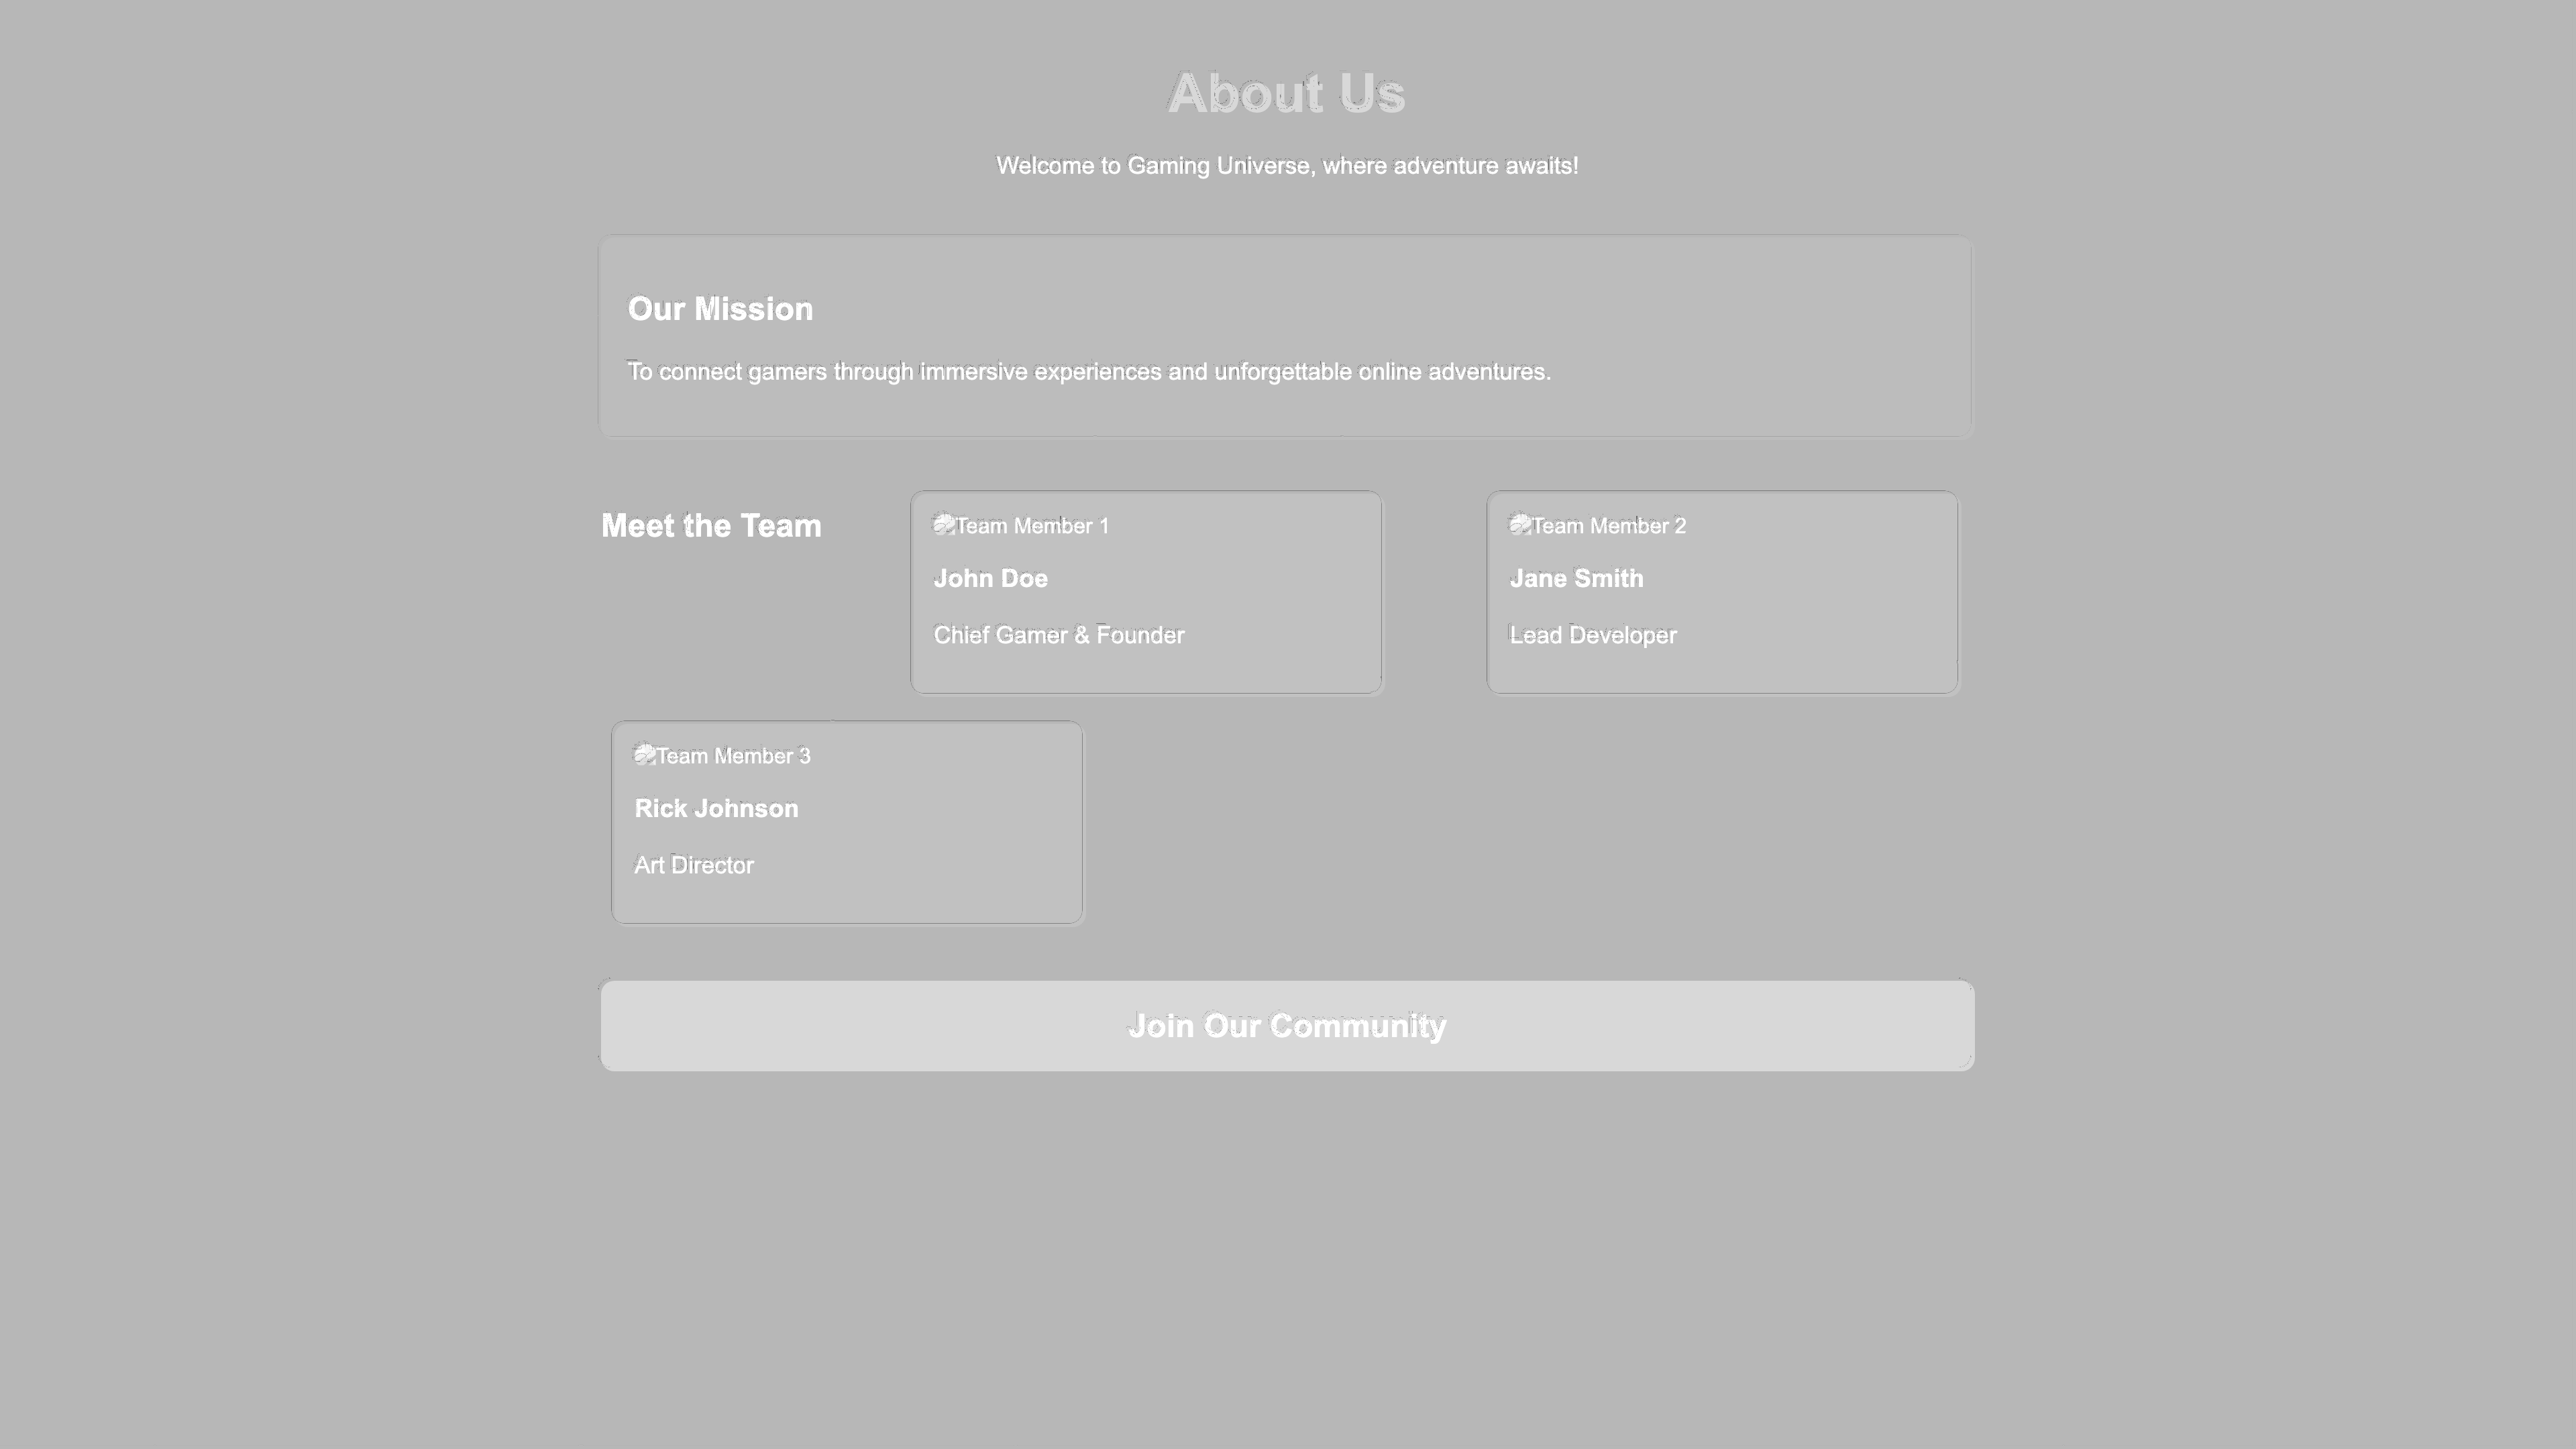 About Us
Welcome to Gaming Universe, where adventure awaits!
Our Mission
To connect gamers through immersive experiences and unforgettable online adventures.
Meet the Team
Team Member 1
John Doe
Chief Gamer & Founder
Team Member 2
Jane Smith
Lead Developer
Team Member 3
Rick Johnson
Art Director
Join Our Community